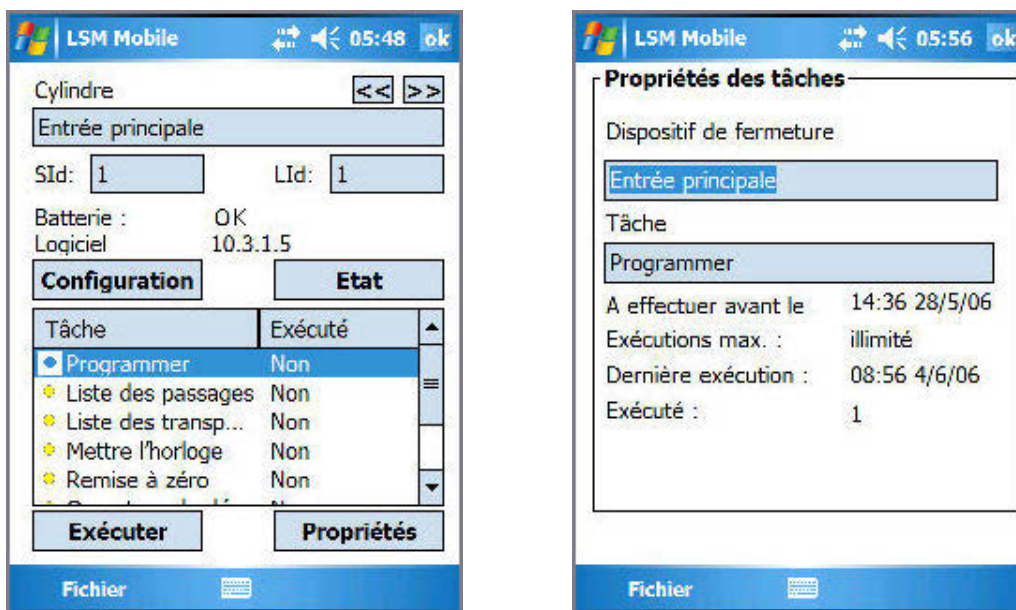 LSM Mobile 05:48 ok
Cylindre << >>
Entrée principale
SId: 1 LId: 1
Batterie : OK
Logiciel 10.3.1.5
Configuration Etat
Tâche Exécuté
Programmer Non
Liste des passages Non
Liste des transp... Non
Mettre l'horloge Non
Remise à zéro Non
Exécuter Propriétés
Fichier
LSM Mobile 05:56 ok
Propriétés des tâches
Dispositif de fermeture
Entrée principale
Tâche
Programmer
A effectuer avant le 14:36 28/5/06
Exécutions max. : illimité
Dernière exécution : 08:56 4/6/06
Exécuté : 1
Fichier